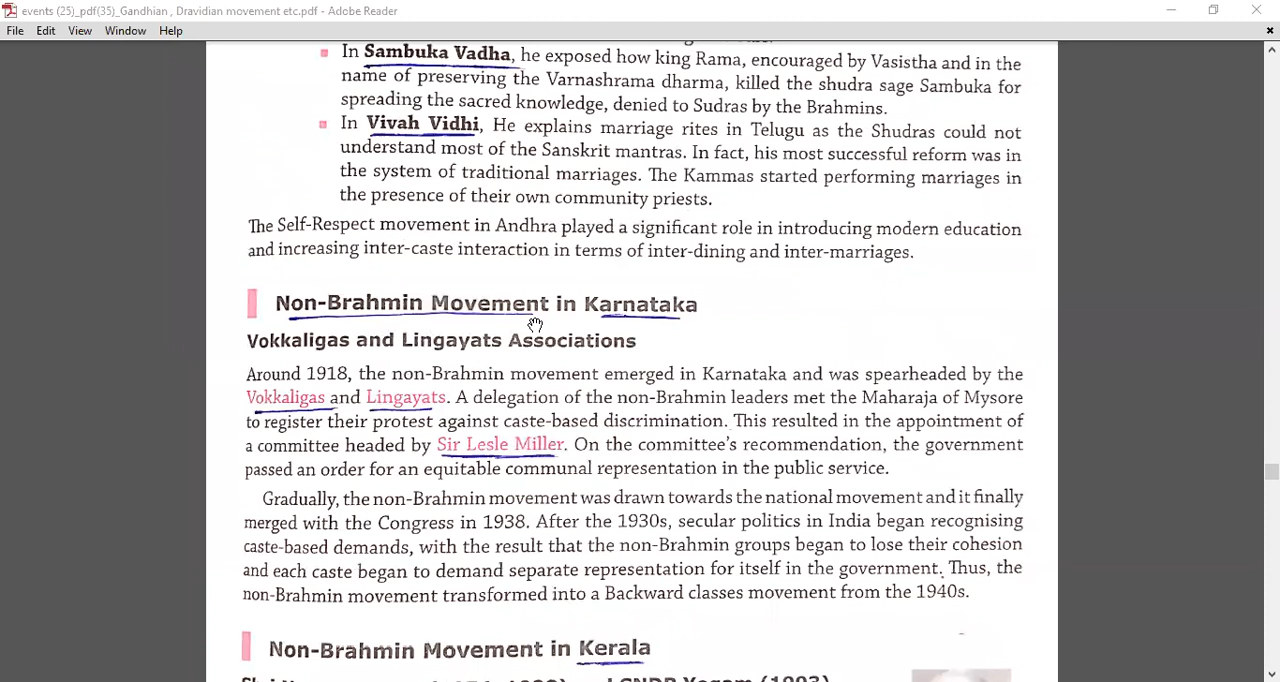 events (25)_pdf(35)_Gandhian , Dravidian movement etc.pdf - Adobe Reader
File Edit View Window Help
In Sambuka Vadha, he exposed how king Rama, encouraged by Vasistha and in the
name of preserving the Varnashrama dharma, killed the shudra sage Sambuka for
spreading the sacred knowledge, denied to Sudras by the Brahmins.
In Vivah Vidhi, He explains marriage rites in Telugu as the Shudras could not
understand most of the Sanskrit mantras. In fact, his most successful reform was in
the system of traditional marriages. The Kammas started performing marriages in
the presence of their own community priests.
The Self-Respect movement in Andhra played a significant role in introducing modern education
and increasing inter-caste interaction in terms of inter-dining and inter-marriages.
Non-Brahmin Movement in Karnataka
Vokkaligas and Lingayats Associations
Around 1918, the non-Brahmin movement emerged in Karnataka and was spearheaded by the
Vokkaligas and Lingayats. A delegation of the non-Brahmin leaders met the Maharaja of Mysore
to register their protest against caste-based discrimination. This resulted in the appointment of
a committee headed by Sir Lesle Miller. On the committee's recommendation, the government
passed an order for an equitable communal representation in the public service.
Gradually, the non-Brahmin movement was drawn towards the national movement and it finally
merged with the Congress in 1938. After the 1930s, secular politics in India began recognising
caste-based demands, with the result that the non-Brahmin groups began to lose their cohesion
and each caste began to demand separate representation for itself in the government. Thus, the
non-Brahmin movement transformed into a Backward classes movement from the 1940s.
Non-Brahmin Movement in Kerala